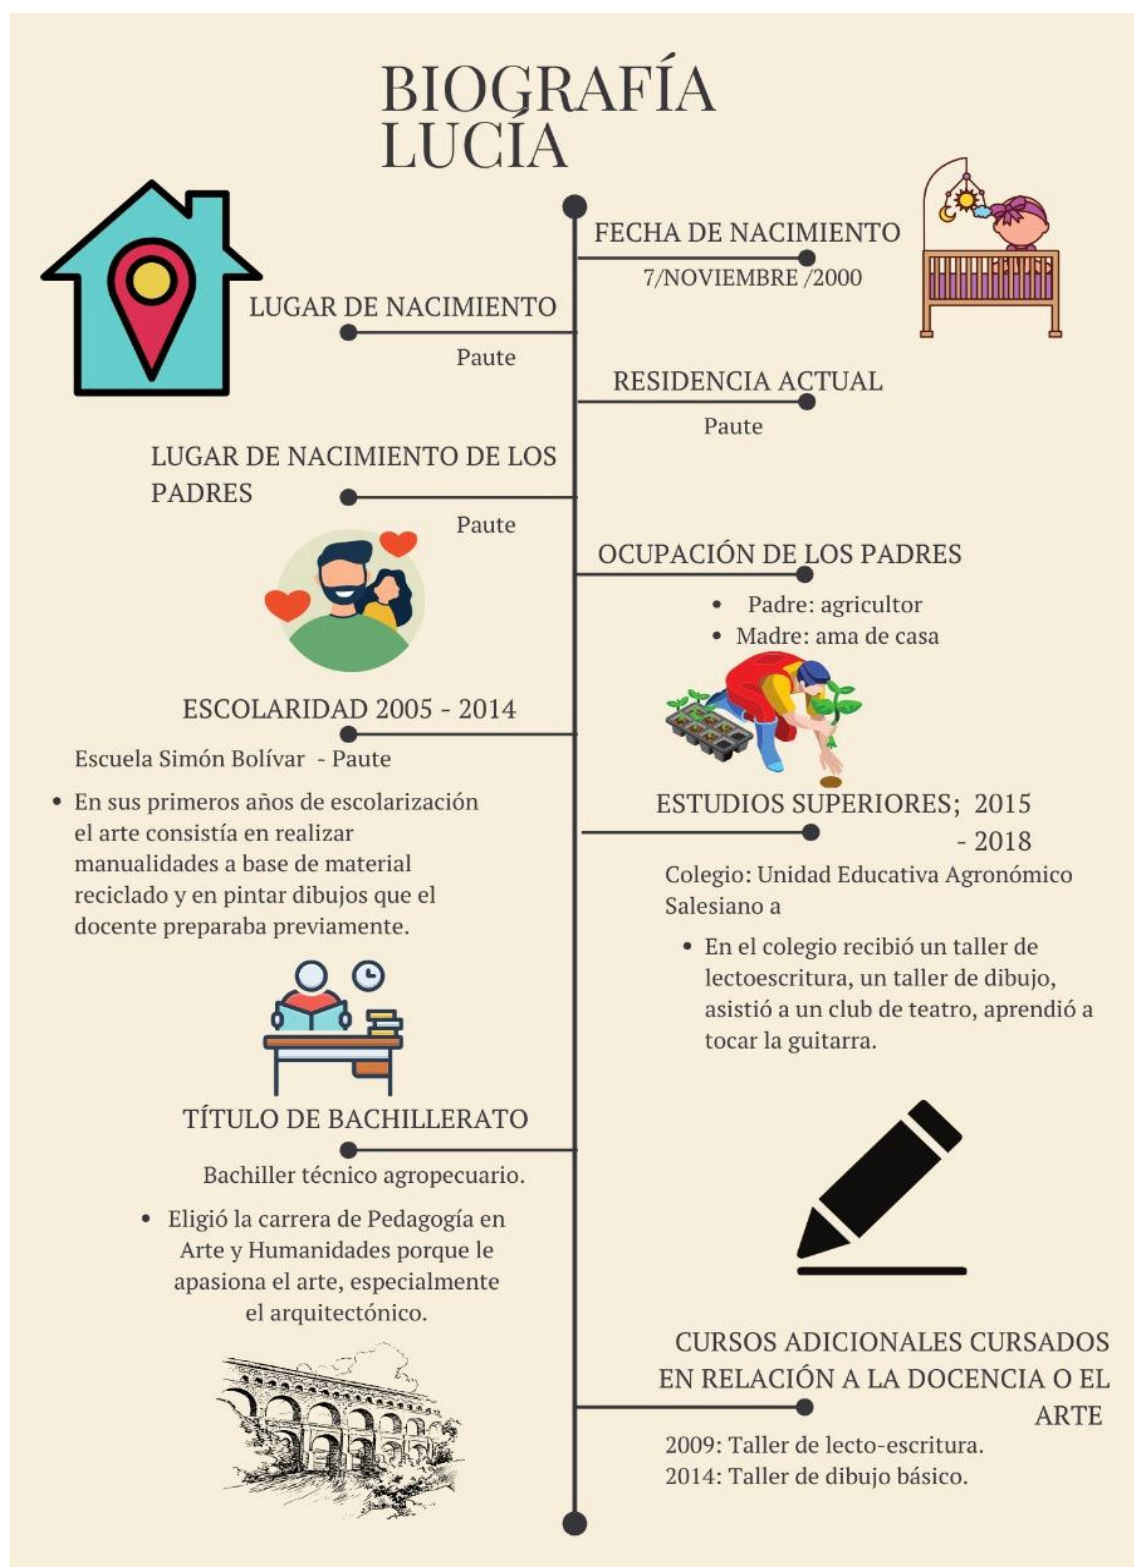 BIOGRAFÍA
LUCÍA
FECHA DE NACIMIENTO
7/NOVIEMBRE /2000
LUGAR DE NACIMIENTO
Paute
RESIDENCIA ACTUAL
Paute
LUGAR DE NACIMIENTO DE LOS
PADRES
Paute
OCUPACIÓN DE LOS PADRES
• Padre: agricultor
• Madre: ama de casa
ESCOLARIDAD 2005 - 2014
Escuela Simón Bolívar - Paute
• En sus primeros años de escolarización
el arte consistía en realizar
manualidades a base de material
reciclado y en pintar dibujos que el
docente preparaba previamente.
ESTUDIOS SUPERIORES; 2015
- 2018
Colegio: Unidad Educativa Agronómico
Salesiano a
• En el colegio recibió un taller de
lectoescritura, un taller de dibujo,
asistió a un club de teatro, aprendió a
tocar la guitarra.
TÍTULO DE BACHILLERATO
Bachiller técnico agropecuario.
• Eligió la carrera de Pedagogía en
Arte y Humanidades porque le
apasiona el arte, especialmente
el arquitectónico.
CURSOS ADICIONALES CURSADOS
EN RELACIÓN A LA DOCENCIA O EL
ARTE
2009: Taller de lecto-escritura.
2014: Taller de dibujo básico.